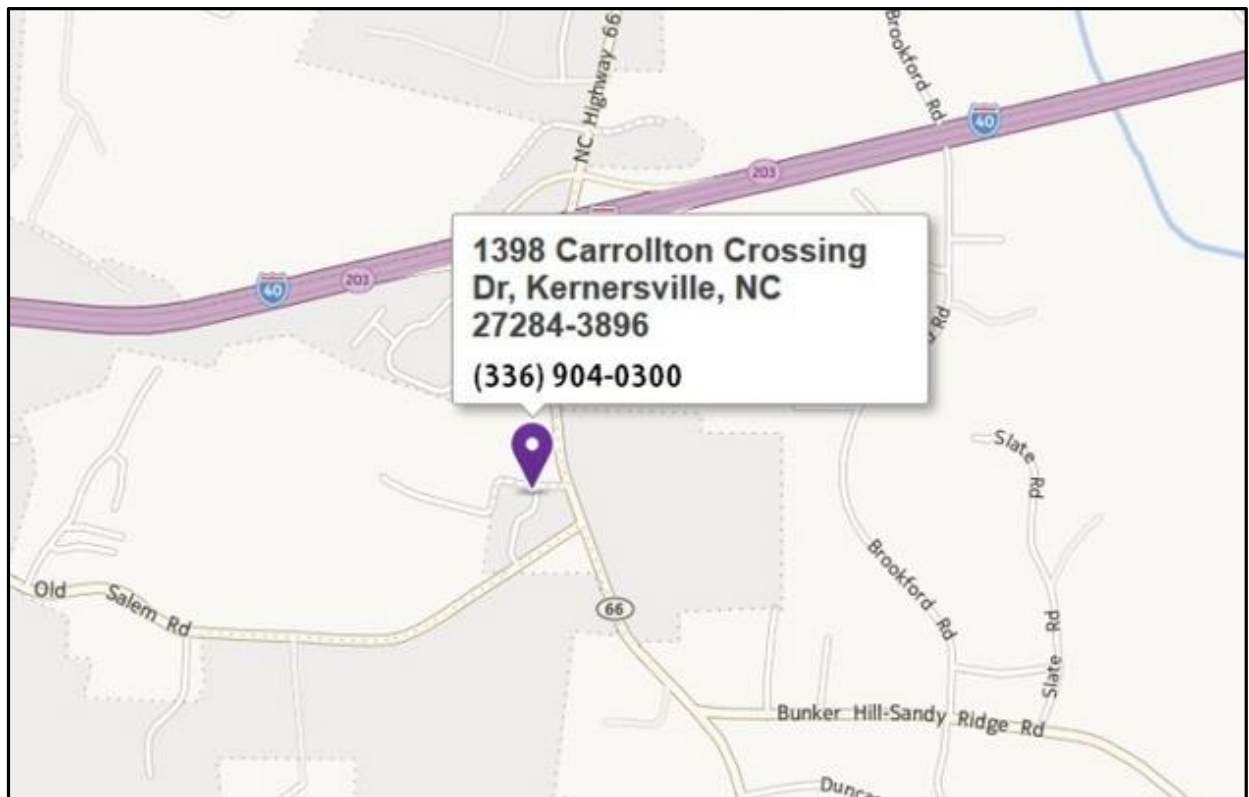 NC Highway 66
Brookford Rd
40
203
1398 Carrollton Crossing
Dr, Kernersville, NC
27284-3896
(336) 904-0300
40
203
Rd
Slate Rd
Brookford Rd
Old Salem Rd
66
Slate Rd
Bunker Hill-Sandy Ridge Rd